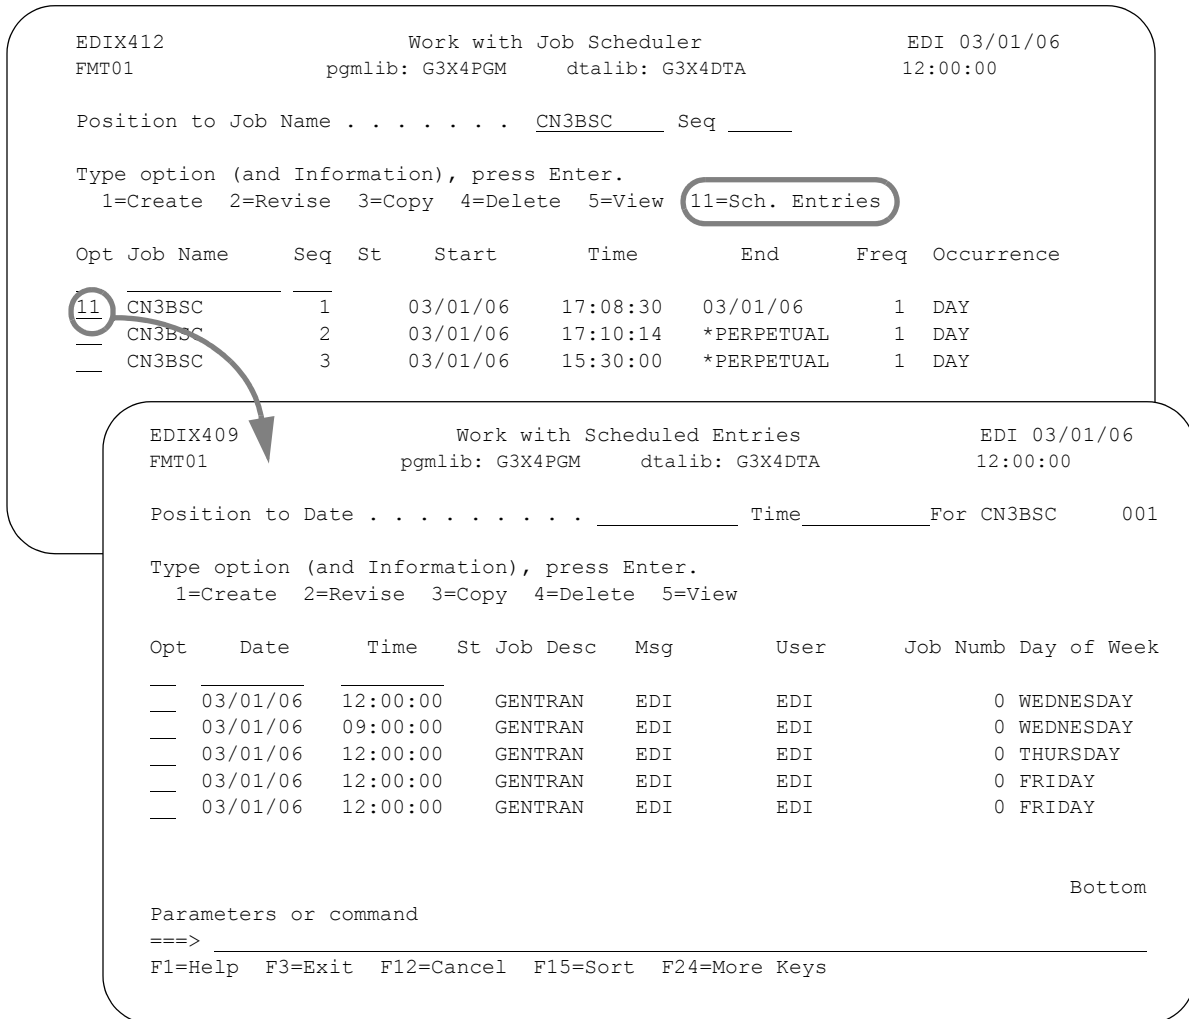 EDIX412 Work with Job Scheduler EDI 03/01/06
FMT01 pgmlib: G3X4PGM dtalib: G3X4DTA 12:00:00
Position to Job Name . . . . . . . CN3BSC Seq
Type option (and Information), press Enter.
1=Create 2=Revise 3=Copy 4=Delete 5=View 11=Sch. Entries
Opt Job Name Seq St Start Time End Freq Occurrence
11 CN3BSC 1 03/01/06 17:08:30 03/01/06 1 DAY
CN3BSC 2 03/01/06 17:10:14 *PERPETUAL 1 DAY
CN3BSC 3 03/01/06 15:30:00 *PERPETUAL 1 DAY
EDIX409 Work with Scheduled Entries EDI 03/01/06
FMT01 pgmlib: G3X4PGM dtalib: G3X4DTA 12:00:00
Position to Date . . . . . . . . . Time For CN3BSC 001
Type option (and Information), press Enter.
1=Create 2=Revise 3=Copy 4=Delete 5=View
Opt Date Time St Job Desc Msg User Job Numb Day of Week
03/01/06 12:00:00 GENTRAN EDI EDI 0 WEDNESDAY
03/01/06 09:00:00 GENTRAN EDI EDI 0 WEDNESDAY
03/01/06 12:00:00 GENTRAN EDI EDI 0 THURSDAY
03/01/06 12:00:00 GENTRAN EDI EDI 0 FRIDAY
03/01/06 12:00:00 GENTRAN EDI EDI 0 FRIDAY
Bottom
Parameters or command
===>
F1=Help F3=Exit F12=Cancel F15=Sort F24=More Keys